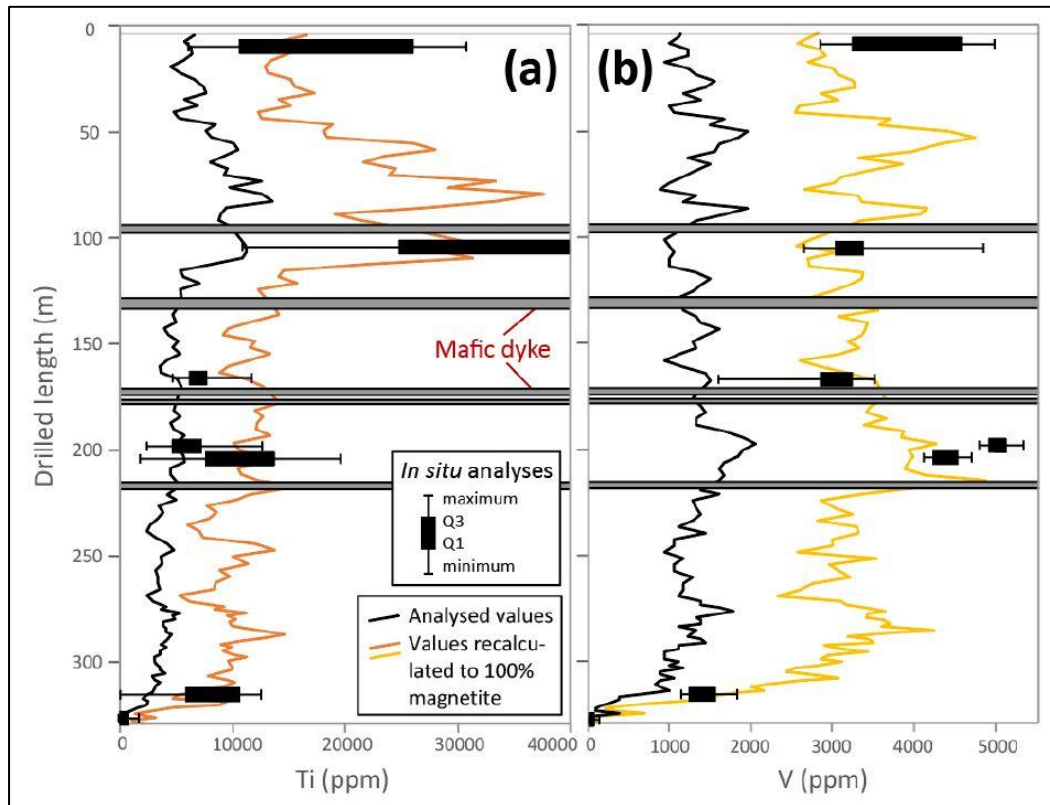 0
50
100
150
200
250
300
Drilled length (m)
(a)
(b)
Mafic dyke
In situ analyses
maximum
Q3
Q1
minimum
Analysed values
Values recalcu-
lated to 100%
magnetite
0
10000
20000
30000
40000
Ti (ppm)
0
1000
2000
3000
4000
5000
V (ppm)